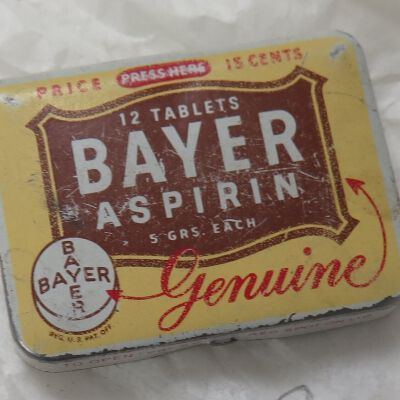 PRICE PRESS HERE 15 CENTS
12 TABLETS
BAYER
ASPIRIN
5 GRS. EACH
Genuine
BAYER
BAYER
REG. U.S. PAT. OFF.